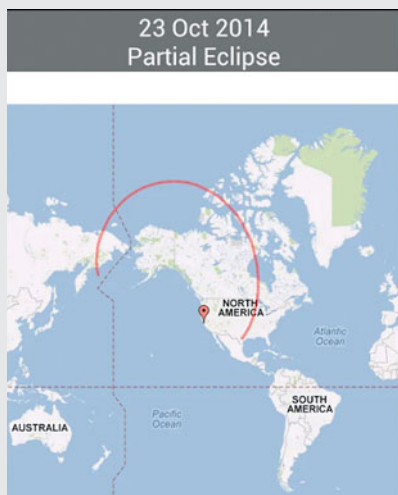 23 Oct 2014
Partial Eclipse
NORTH
AMERICA
Atlantic
Ocean
Pacific
Ocean
SOUTH
AMERICA
AUSTRALIA